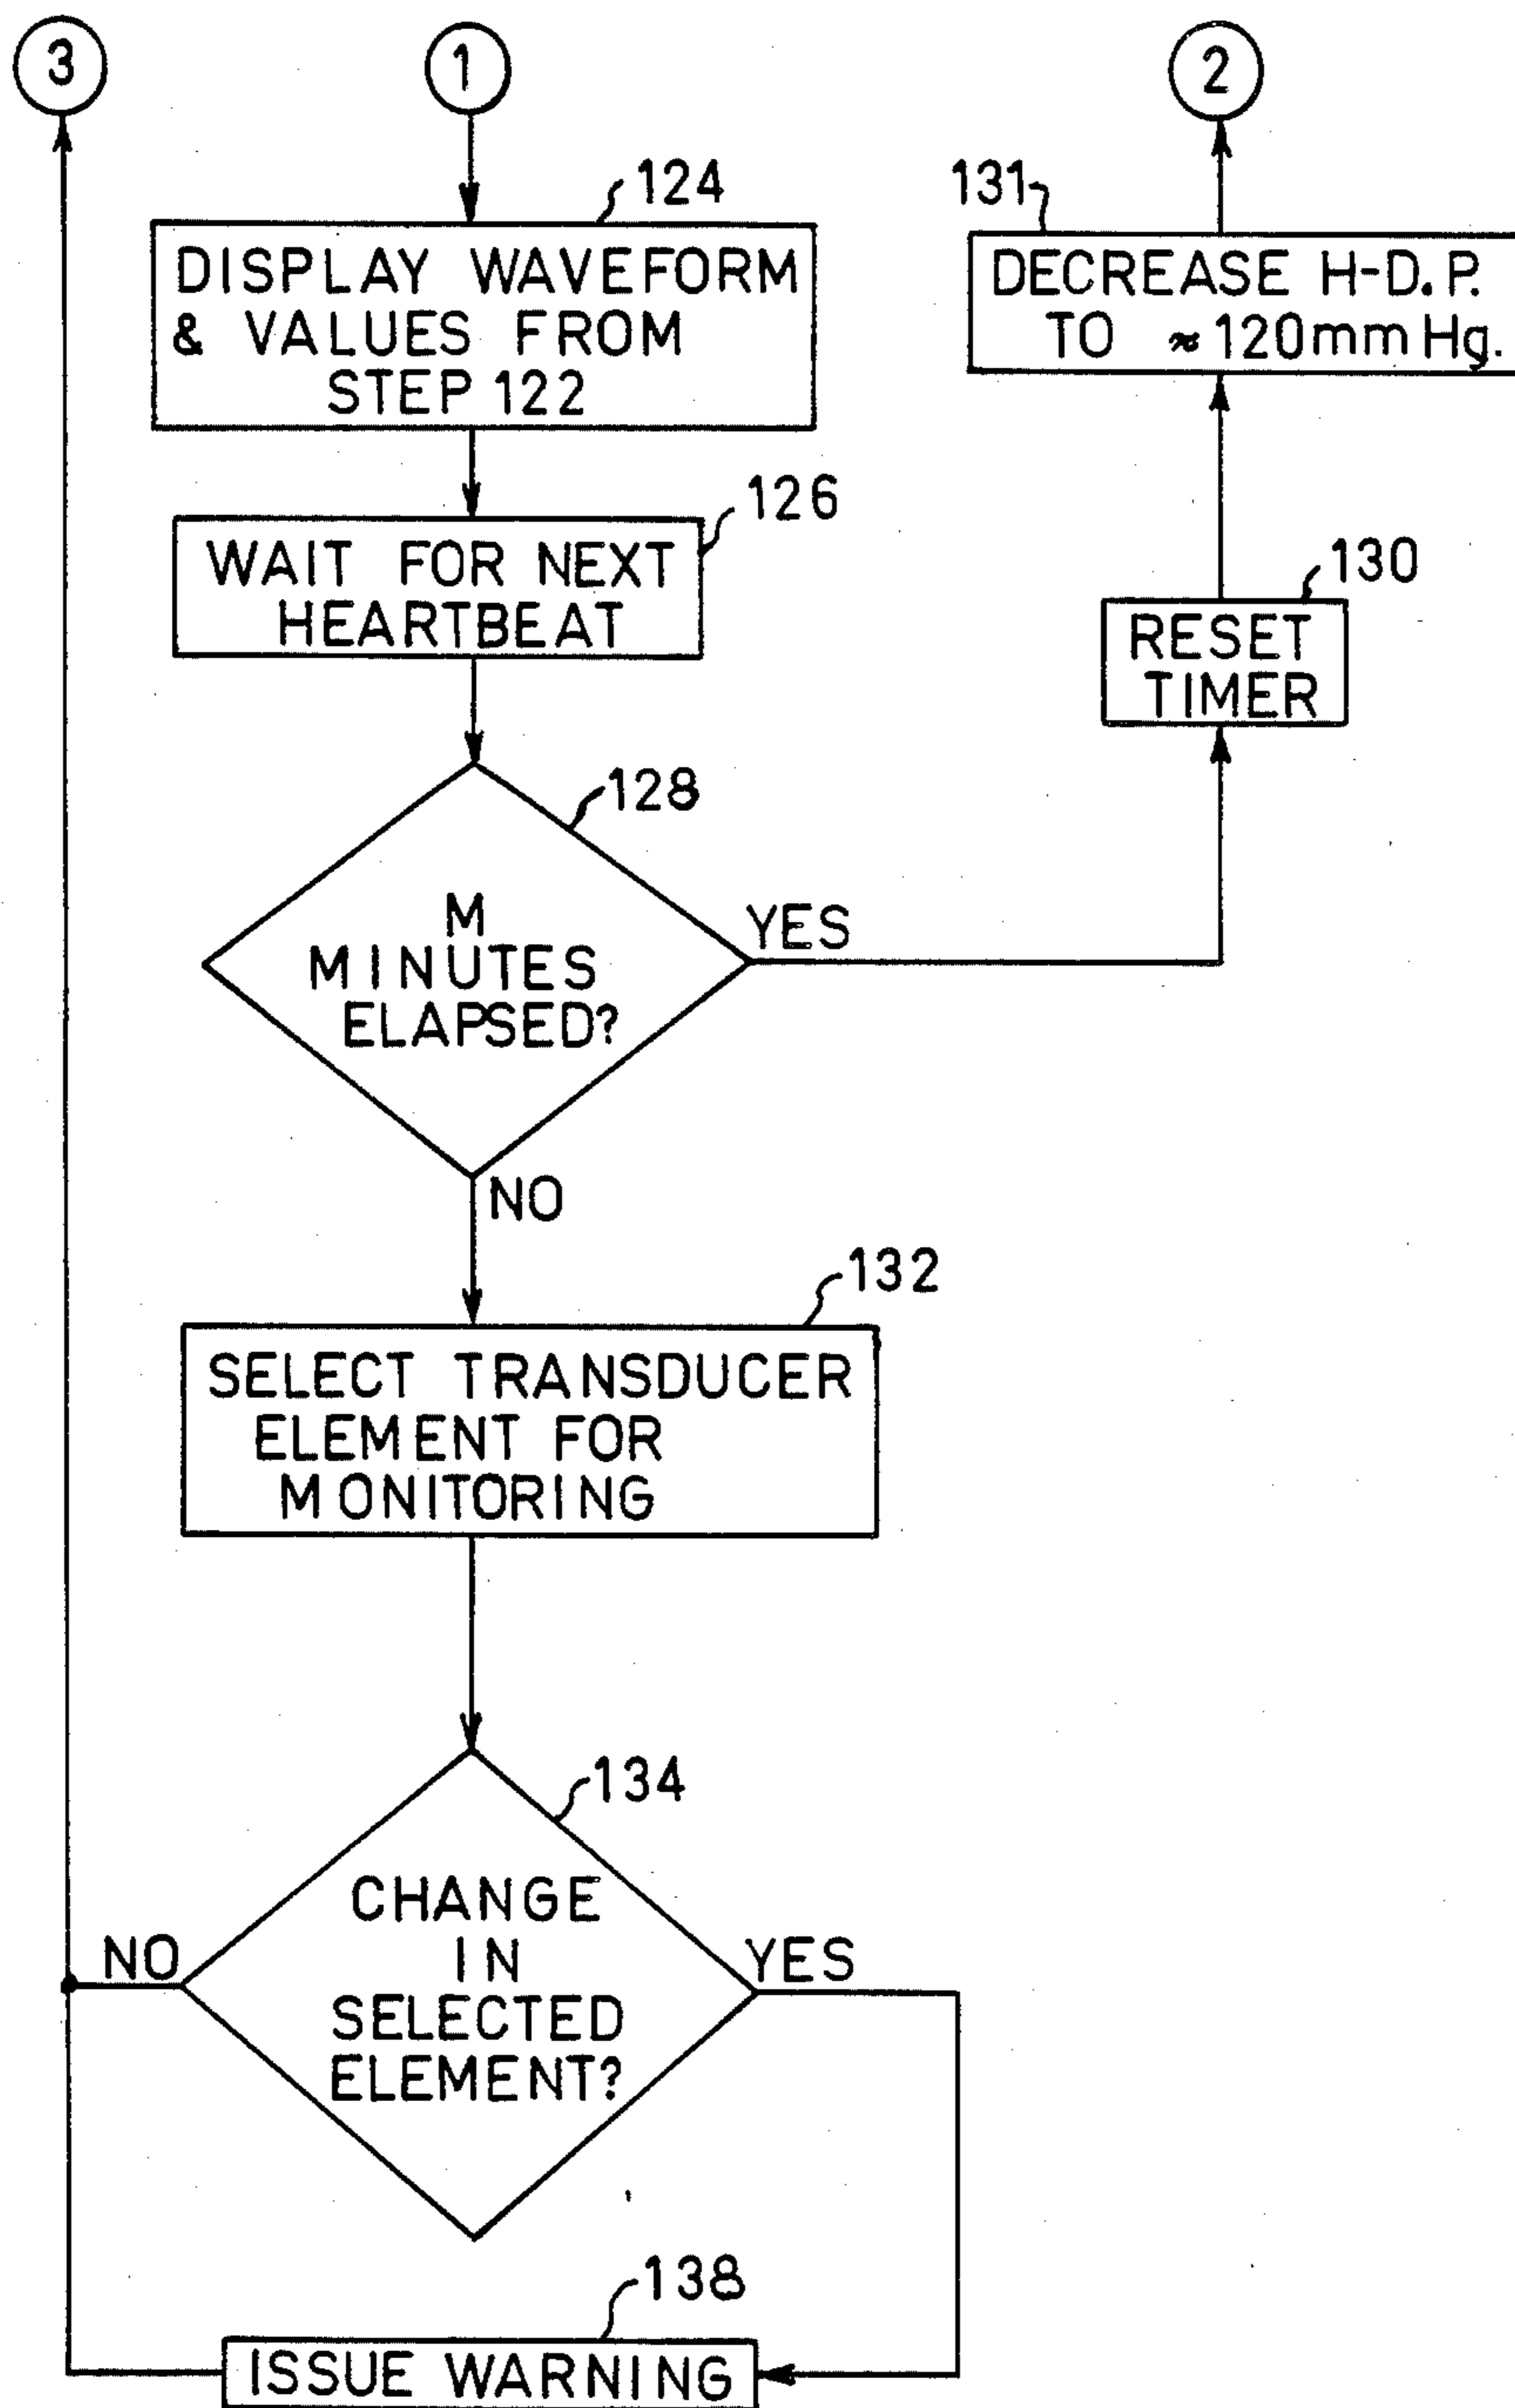 3
1
2
124
131
DISPLAY WAVEFORM
& VALUES FROM
STEP 122
DECREASE H-D.P.
TO ≈120mm Hg.
126
WAIT FOR NEXT
HEARTBEAT
130
RESET
TIMER
128
M
MINUTES
ELAPSED?
YES
NO
132
SELECT TRANSDUCER
ELEMENT FOR
MONITORING
134
CHANGE
IN
SELECTED
ELEMENT?
NO
YES
138
ISSUE WARNING